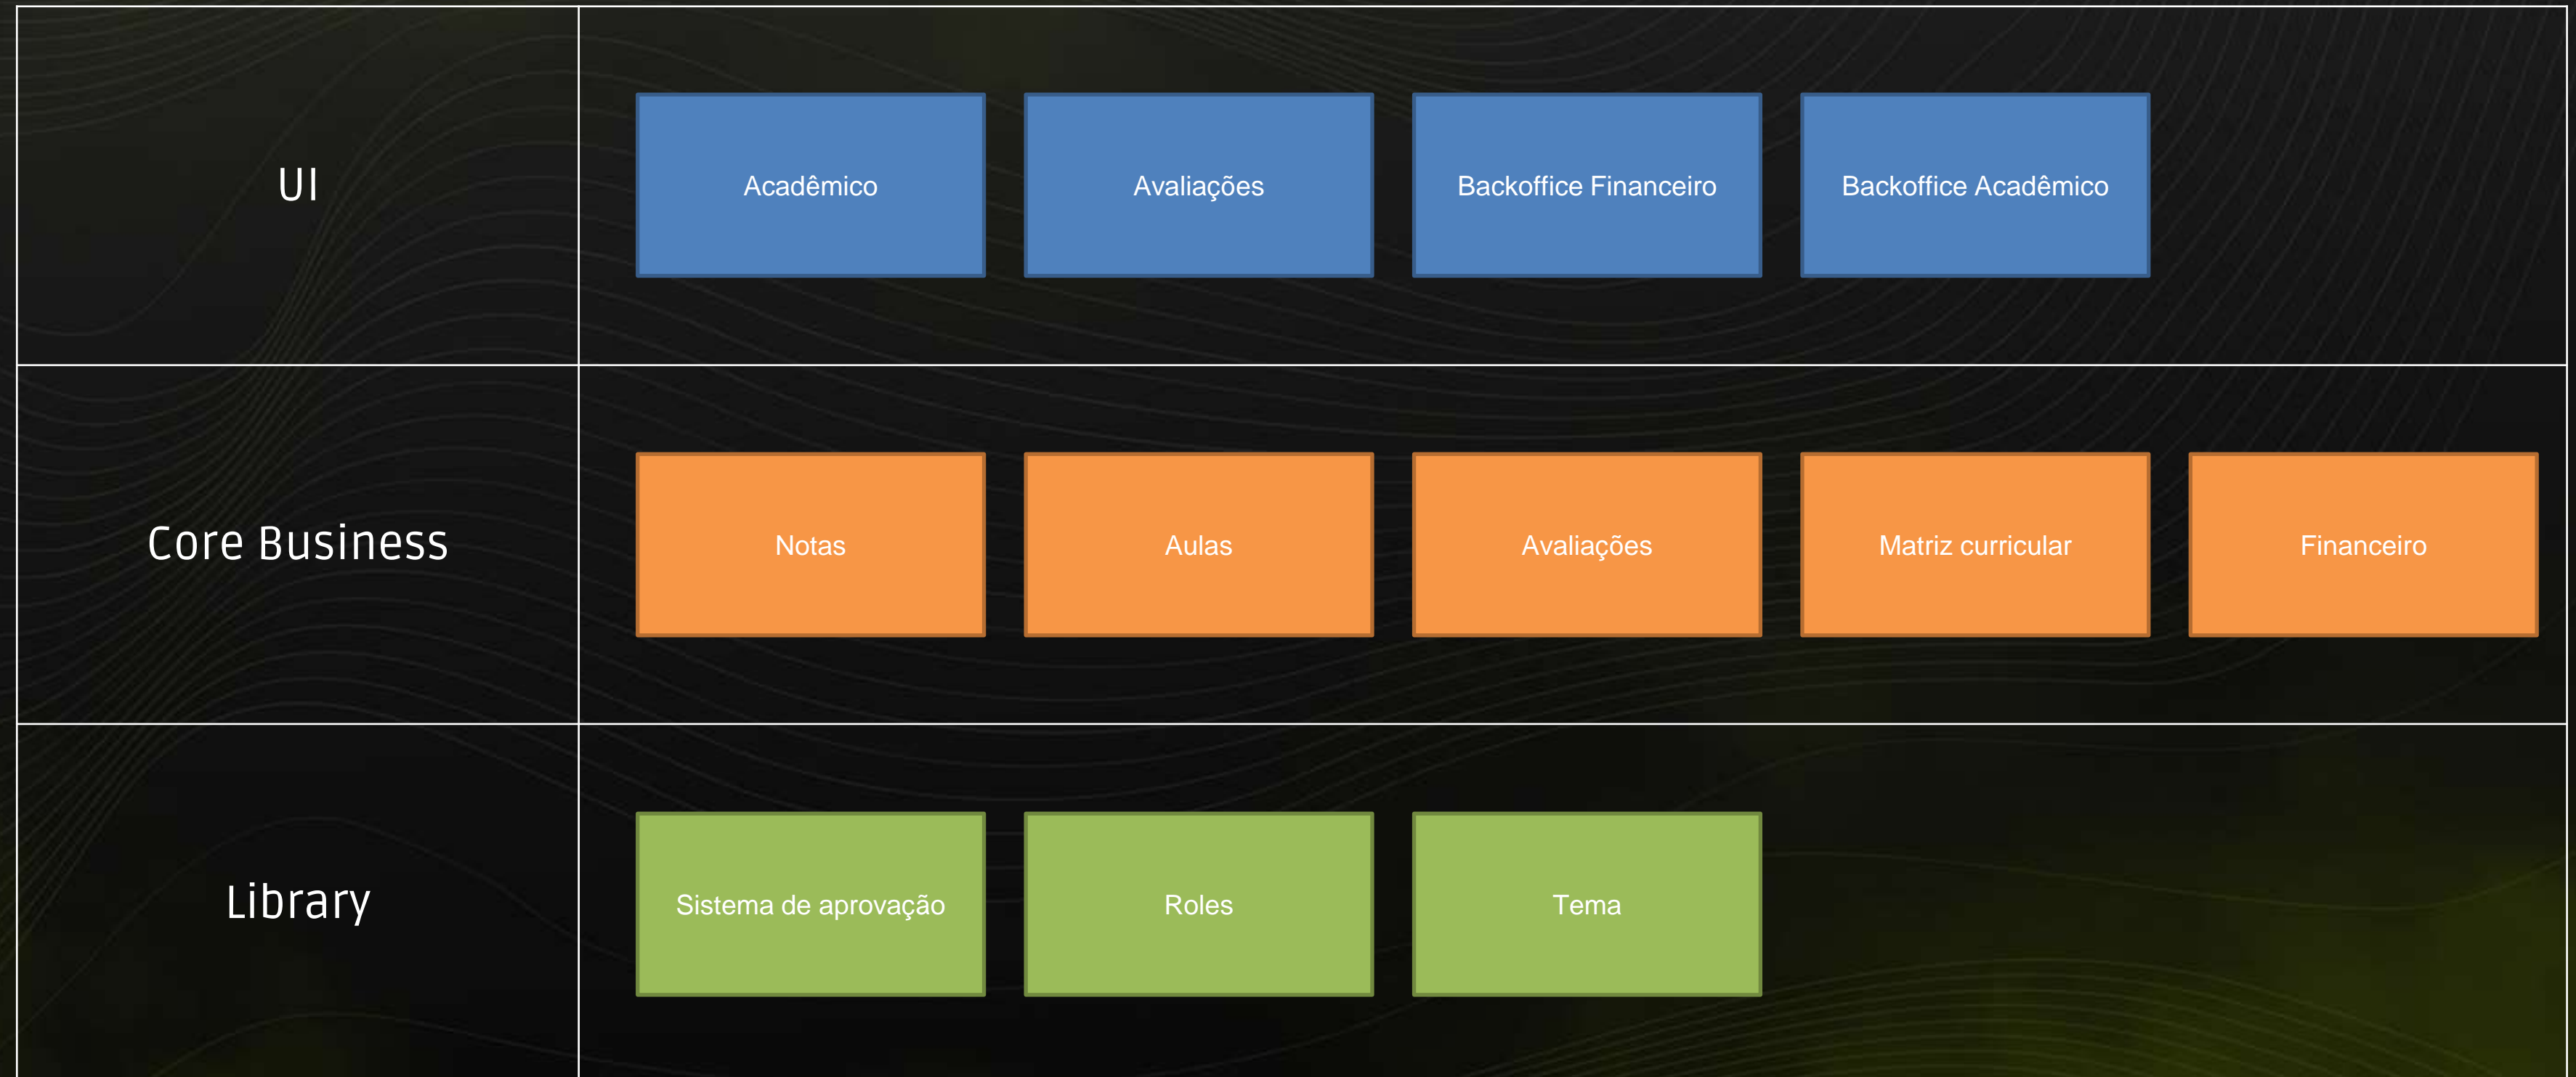 UI
Acadêmico
Avaliações
Backoffice Financeiro
Backoffice Acadêmico
Core Business
Notas
Aulas
Avaliações
Matriz curricular
Financeiro
Library
Sistema de aprovação
Roles
Tema